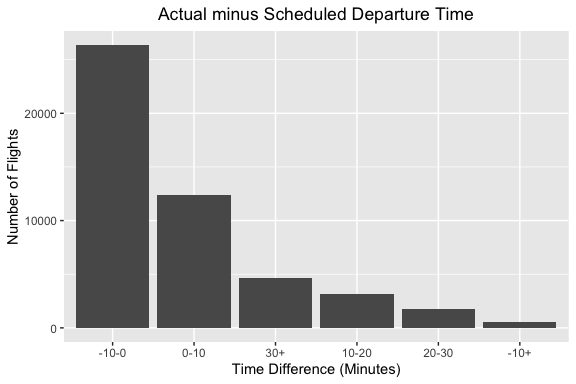 Actual minus Scheduled Departure Time
Number of Flights
20000
10000
0
-10-0 0-10 30+ 10-20 20-30 -10+
Time Difference (Minutes)